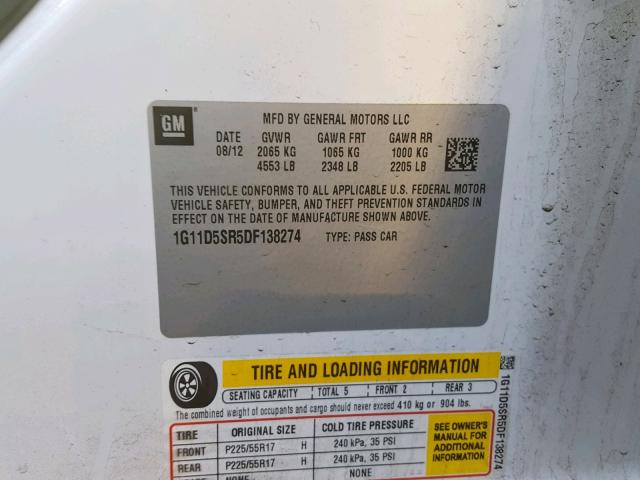 GM
MFD BY GENERAL MOTORS LLC
DATE GVWR GAWR FRT GAWR RR
08/12 2065 KG 1065 KG 1000 KG
4553 LB 2348 LB 2205 LB
THIS VEHICLE CONFORMS TO ALL APPLICABLE U.S. FEDERAL MOTOR
VEHICLE SAFETY, BUMPER, AND THEFT PREVENTION STANDARDS IN
EFFECT ON THE DATE OF MANUFACTURE SHOWN ABOVE.
1G11D5SR5DF138274 TYPE: PASS CAR
TIRE AND LOADING INFORMATION
SEATING CAPACITY TOTAL 5 FRONT 2 REAR 3
The combined weight of occupants and cargo should never exceed 410 kg or 904 lbs.
TIRE ORIGINAL SIZE COLD TIRE PRESSURE
FRONT P225/55R17 H 240 kPa, 35 PSI
REAR P225/55R17 H 240 kPa, 35 PSI
NONE NONE
SEE OWNER'S
MANUAL FOR
ADDITIONAL
INFORMATION
1G11D5SR5DF138274